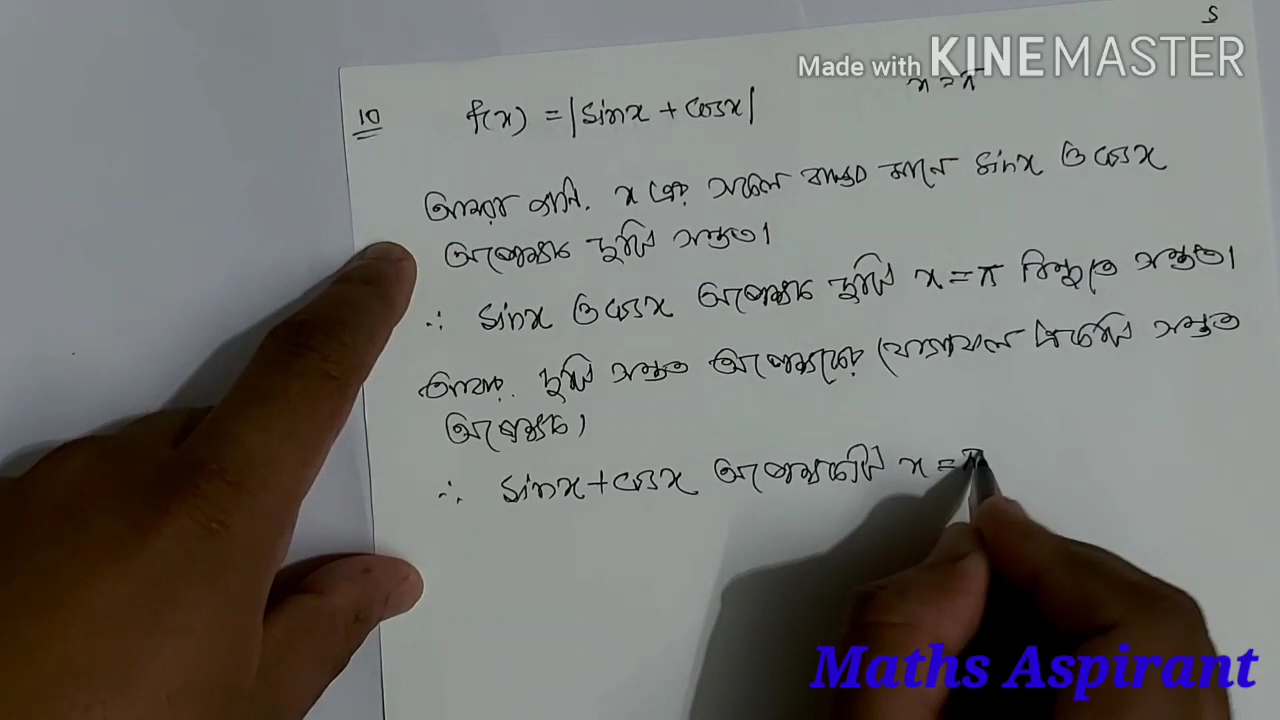 s
Made with KINEMASTER
x = π
10 f(x) = |sinx + cosx|
আমরা জানি, x এর সকল বাস্তব মানে sinx ও cosx
অপেক্ষক দুটি সন্তত।
∴ sinx ও cosx অপেক্ষক দুটি x = π বিন্দুতে সন্তত।
আবার, দুটি সন্তত অপেক্ষকের যোগফল একটি সন্তত
অপেক্ষক।
∴ sinx + cosx অপেক্ষকটি x = π
Maths Aspirant